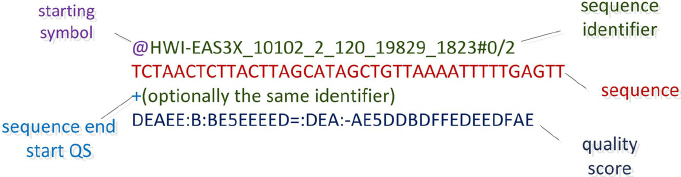 starting
symbol
sequence
identifier
@HWI-EAS3X_10102_2_120_19829_1823#0/2
TCTAACTCTTACTTAGCATAGCTGTTAAAATTTTTGAGTT
sequence
+(optionally the same identifier)
sequence end
start QS
DEAEE:B:BE5EEEED=:DEA:-AE5DDBDFFEDEEDFAE
quality
score